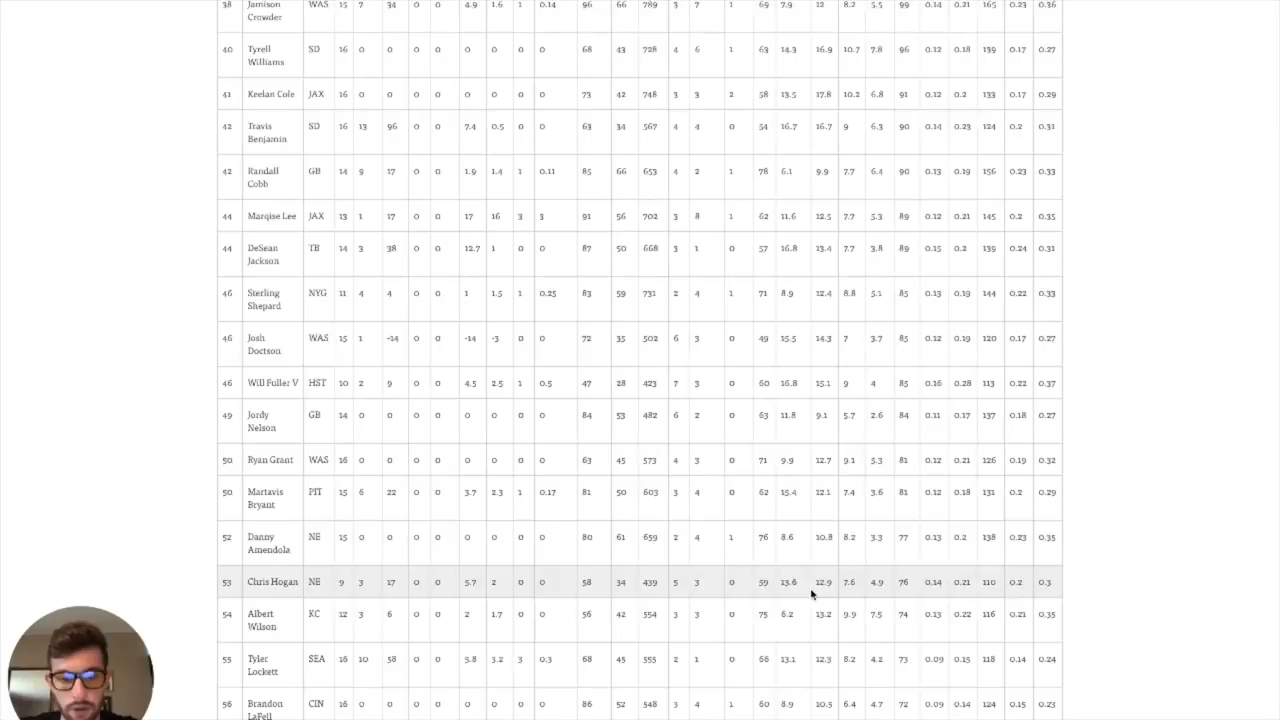 38 Jamison Crowder WAS 15 7 34 0 0 4.9 1.6 1 0.14 96 66 789 3 7 1 69 7.9 12 8.2 5.5 99 0.14 0.21 165 0.23 0.36
40 Tyrell Williams SD 16 0 0 0 0 0 0 0 0 68 43 728 4 6 1 63 14.3 16.9 10.7 7.8 96 0.12 0.18 139 0.17 0.27
41 Keelan Cole JAX 16 0 0 0 0 0 0 0 0 73 42 748 3 3 2 58 13.5 17.8 10.2 6.8 91 0.12 0.2 133 0.17 0.29
42 Travis Benjamin SD 16 13 96 0 0 7.4 0.5 0 0 63 34 567 4 4 0 54 16.7 16.7 9 6.3 90 0.14 0.23 124 0.2 0.31
42 Randall Cobb GB 14 9 17 0 0 1.9 1.4 1 0.11 85 66 653 4 2 1 78 6.1 9.9 7.7 6.4 90 0.13 0.19 156 0.23 0.33
44 Marqise Lee JAX 13 1 17 0 0 17 16 3 3 91 56 702 3 8 1 62 11.6 12.5 7.7 5.3 89 0.12 0.21 145 0.2 0.35
44 DeSean Jackson TB 14 3 38 0 0 12.7 1 0 0 87 50 668 3 1 0 57 16.8 13.4 7.7 3.8 89 0.15 0.2 139 0.24 0.31
46 Sterling Shepard NYG 11 4 4 0 0 1 1.5 1 0.25 83 59 731 2 4 1 71 8.9 12.4 8.8 5.1 85 0.13 0.19 144 0.22 0.33
46 Josh Doctson WAS 15 1 -14 0 0 -14 -3 0 0 72 35 502 6 3 0 49 15.5 14.3 7 3.7 85 0.12 0.19 120 0.17 0.27
46 Will Fuller V HST 10 2 9 0 0 4.5 2.5 1 0.5 47 28 423 7 3 0 60 16.8 15.1 9 4 85 0.16 0.28 113 0.22 0.37
49 Jordy Nelson GB 14 0 0 0 0 0 0 0 0 84 53 482 6 2 0 63 11.8 9.1 5.7 2.6 84 0.11 0.17 137 0.18 0.27
50 Ryan Grant WAS 16 0 0 0 0 0 0 0 0 63 45 573 4 3 0 71 9.9 12.7 9.1 5.3 81 0.12 0.21 126 0.19 0.32
50 Martavis Bryant PIT 15 6 22 0 0 3.7 2.3 1 0.17 81 50 603 3 4 0 62 15.4 12.1 7.4 3.6 81 0.12 0.18 131 0.2 0.29
52 Danny Amendola NE 15 0 0 0 0 0 0 0 0 80 61 659 2 4 1 76 8.6 10.8 8.2 3.3 77 0.13 0.2 138 0.23 0.35
53 Chris Hogan NE 9 3 17 0 0 5.7 2 0 0 58 34 439 5 3 0 59 13.6 12.9 7.6 4.9 76 0.14 0.21 110 0.2 0.3
54 Albert Wilson KC 12 3 6 0 0 2 1.7 0 0 56 42 554 3 3 0 75 6.2 13.2 9.9 7.5 74 0.13 0.22 116 0.21 0.35
55 Tyler Lockett SEA 16 10 58 0 0 5.8 3.2 3 0.3 68 45 555 2 1 0 66 13.1 12.3 8.2 4.2 73 0.09 0.15 118 0.14 0.24
56 Brandon LaFell CIN 16 0 0 0 0 0 0 0 0 86 52 548 3 4 1 60 8.9 10.5 6.4 4.7 72 0.09 0.14 124 0.15 0.23